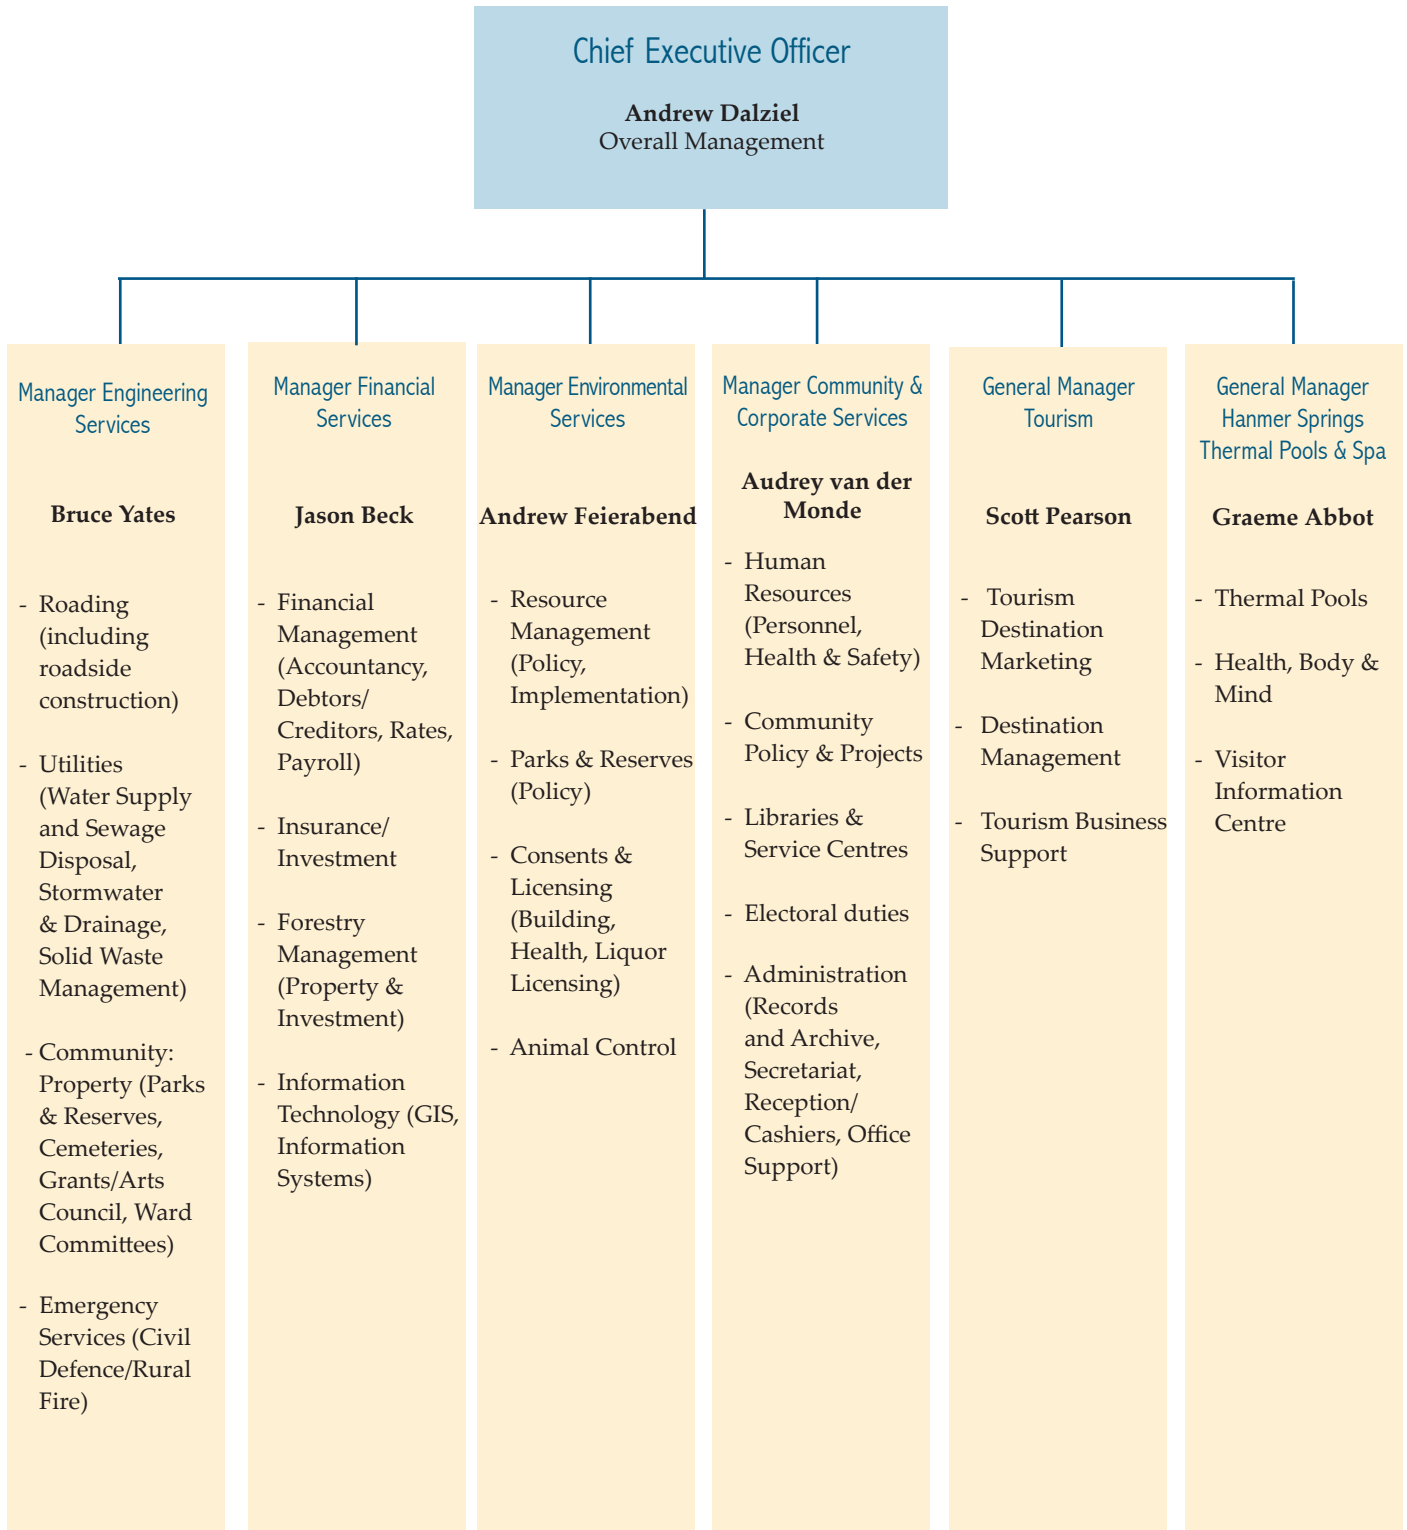 Chief Executive Officer
Andrew Dalziel
Overall Management
Manager Engineering
Services
Bruce Yates
- Roading
(including
roadside
construction)
- Utilities
(Water Supply
and Sewage
Disposal,
Stormwater
& Drainage,
Solid Waste
Management)
- Community:
Property (Parks
& Reserves,
Cemeteries,
Grants/Arts
Council, Ward
Committees)
- Emergency
Services (Civil
Defence/Rural
Fire)
Manager Financial
Services
Jason Beck
- Financial
Management
(Accountancy,
Debtors/
Creditors, Rates,
Payroll)
- Insurance/
Investment
- Forestry
Management
(Property &
Investment)
- Information
Technology (GIS,
Information
Systems)
Manager Environmental
Services
Andrew Feierabend
- Resource
Management
(Policy,
Implementation)
- Parks & Reserves
(Policy)
- Consents &
Licensing
(Building,
Health, Liquor
Licensing)
- Animal Control
Manager Community &
Corporate Services
Audrey van der
Monde
- Human
Resources
(Personnel,
Health & Safety)
- Community
Policy & Projects
- Libraries &
Service Centres
- Electoral duties
- Administration
(Records
and Archive,
Secretariat,
Reception/
Cashiers, Office
Support)
General Manager
Tourism
Scott Pearson
- Tourism
Destination
Marketing
- Destination
Management
- Tourism Business
Support
General Manager
Hanmer Springs
Thermal Pools & Spa
Graeme Abbot
- Thermal Pools
- Health, Body &
Mind
- Visitor
Information
Centre